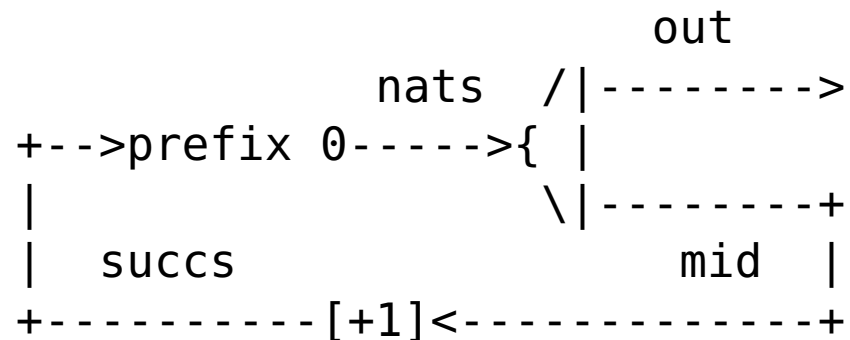 out
            nats  /|-------->
+-->prefix 0----->{ |
|                  \|--------+
|  succs               mid  |
+----------[+1]<-------------+